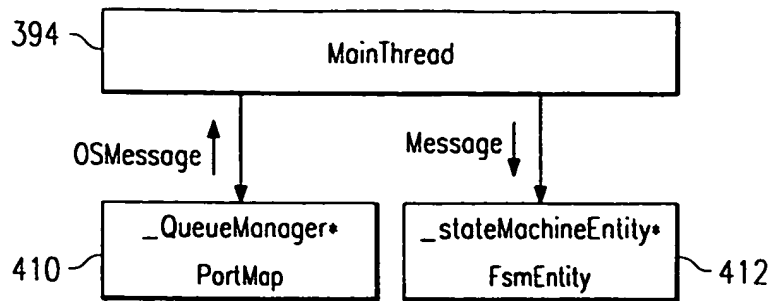 394
MainThread
OSMessage
Message
_QueueManager*
PortMap
410
_stateMachineEntity*
FsmEntity
412